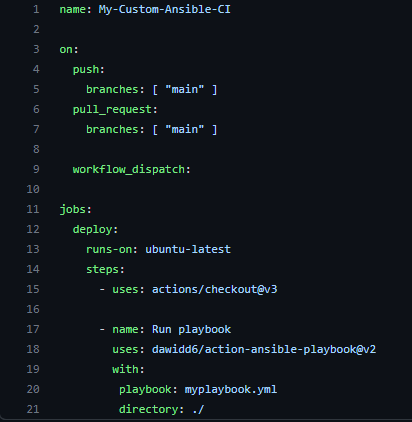 1 name: My-Custom-Ansible-CI
2
3 on:
4   push:
5     branches: [ "main" ]
6   pull_request:
7     branches: [ "main" ]
8
9   workflow_dispatch:
10
11 jobs:
12   deploy:
13     runs-on: ubuntu-latest
14     steps:
15       - uses: actions/checkout@v3
16
17       - name: Run playbook
18         uses: dawidd6/action-ansible-playbook@v2
19         with:
20          playbook: myplaybook.yml
21          directory: ./